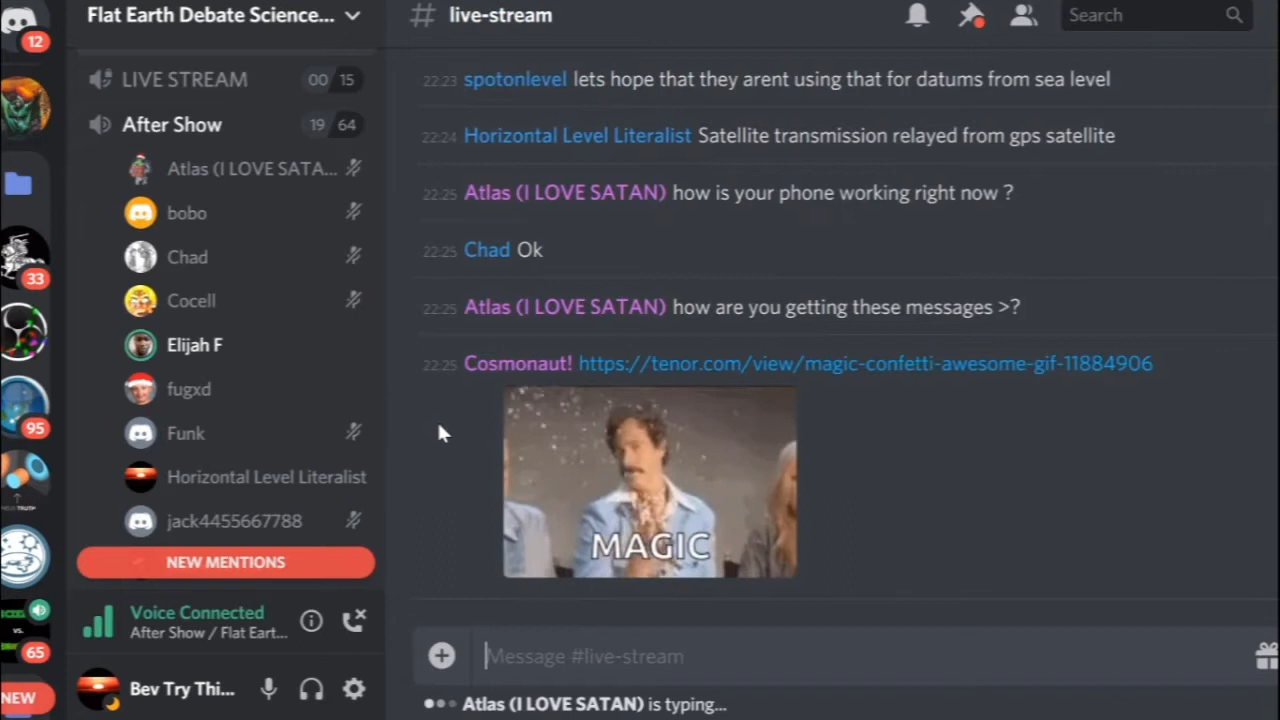 12
33
95
65
NEW
Flat Earth Debate Science...
LIVE STREAM 00 15
After Show 19 64
Atlas (I LOVE SATA...
bobo
Chad
Cocell
Elijah F
fugxd
Funk
Horizontal Level Literalist
jack4455667788
NEW MENTIONS
Voice Connected
After Show / Flat Eart...
Bev Try Thi...
# live-stream
Search
22:23 spotonlevel lets hope that they arent using that for datums from sea level
22:24 Horizontal Level Literalist Satellite transmission relayed from gps satellite
22:25 Atlas (I LOVE SATAN) how is your phone working right now ?
22:25 Chad Ok
22:25 Atlas (I LOVE SATAN) how are you getting these messages >?
22:25 Cosmonaut! https://tenor.com/view/magic-confetti-awesome-gif-11884906
MAGIC
Message #live-stream
Atlas (I LOVE SATAN) is typing...